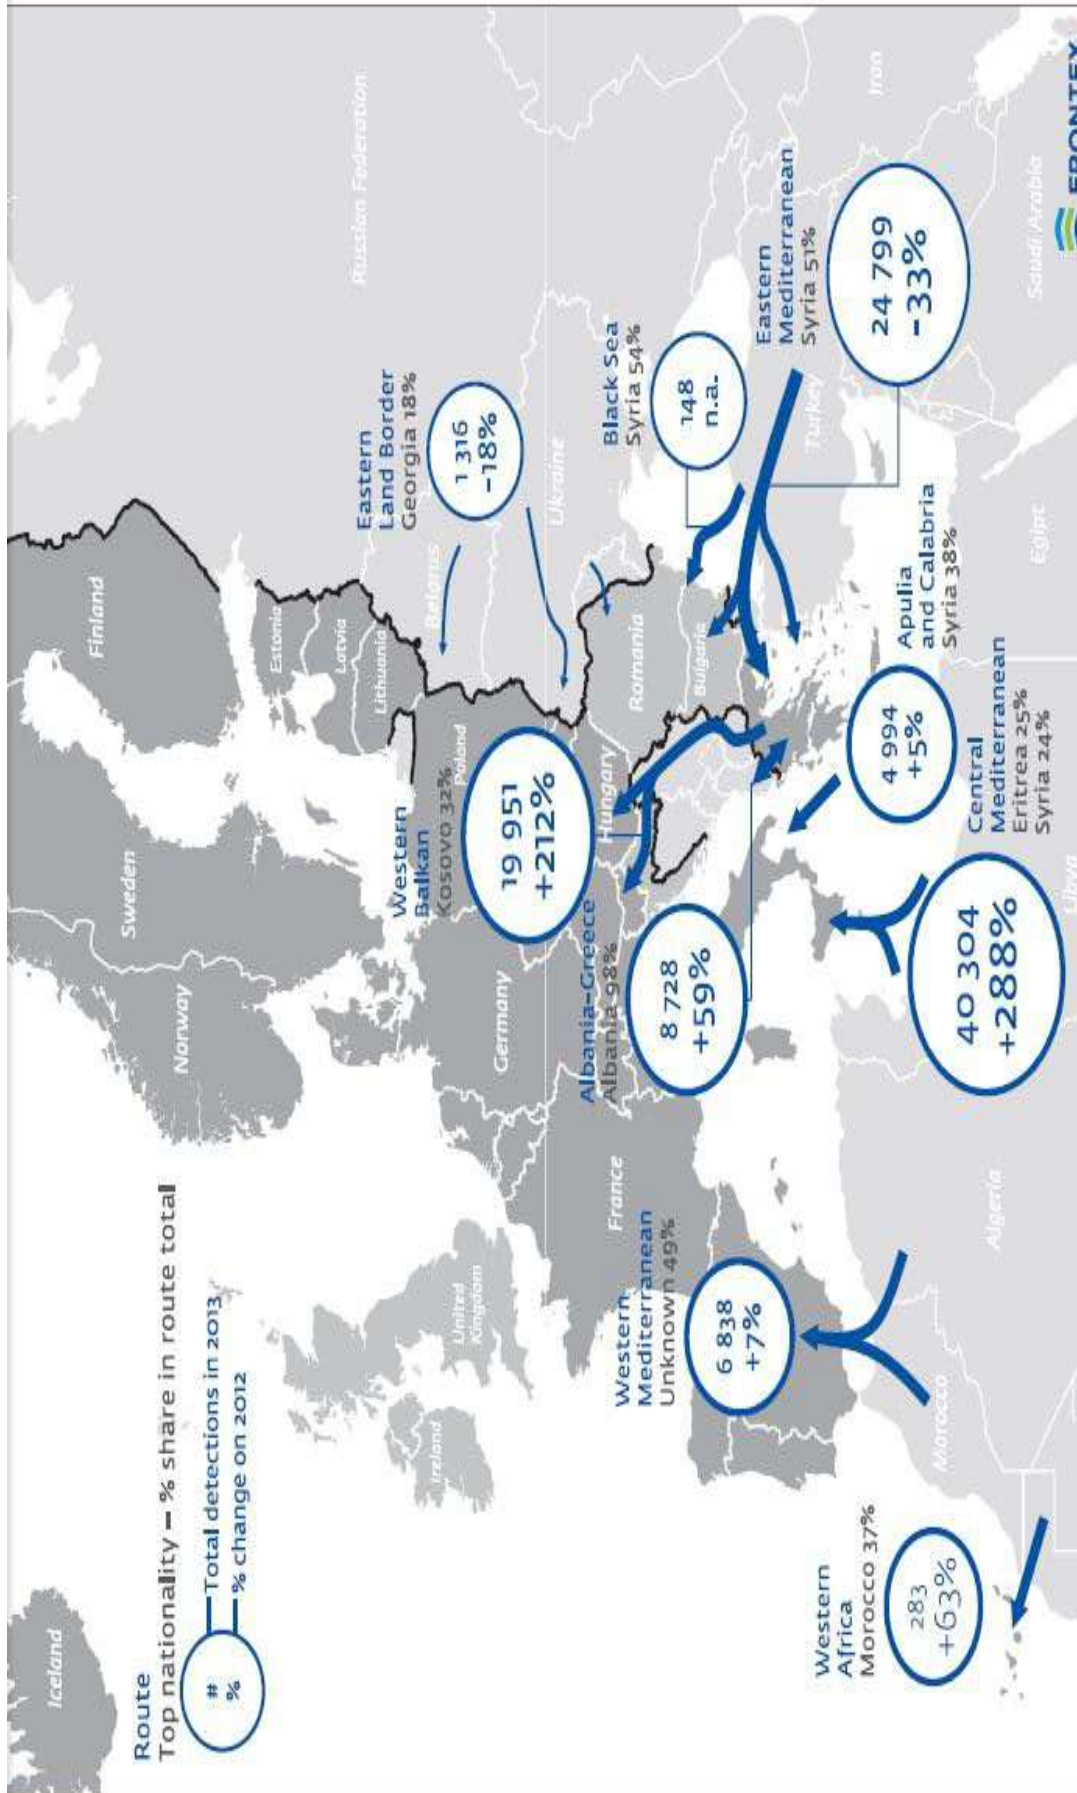 Iceland
Route
Top nationality — % share in route total
#
%
Total detections in 2013
% change on 2012
Norway
Sweden
Finland
Russian Federation
Estonia
Latvia
Lithuania
Belarus
Eastern
Land Border
Georgia 18%
1 316
-18%
Ireland
United
Kingdom
Germany
Poland
Ukraine
Western
Balkan
Kosovo 32%
19 951
+212%
France
Albania–Greece
Albania 98%
8 728
+59%
Hungary
Romania
Bulgaria
Black Sea
Syria 54%
148
n.a.
Western
Mediterranean
Unknown 49%
6 838
+7%
Eastern
Mediterranean
Syria 51%
24 799
-33%
Turkey
Iran
Apulia
and Calabria
Syria 38%
4 994
+5%
Central
Mediterranean
Eritrea 25%
Syria 24%
40 304
+288%
Western
Africa
Morocco 37%
283
+63%
Morocco
Algeria
Libya
Egipt
Saudi Arabia
FRONTEX